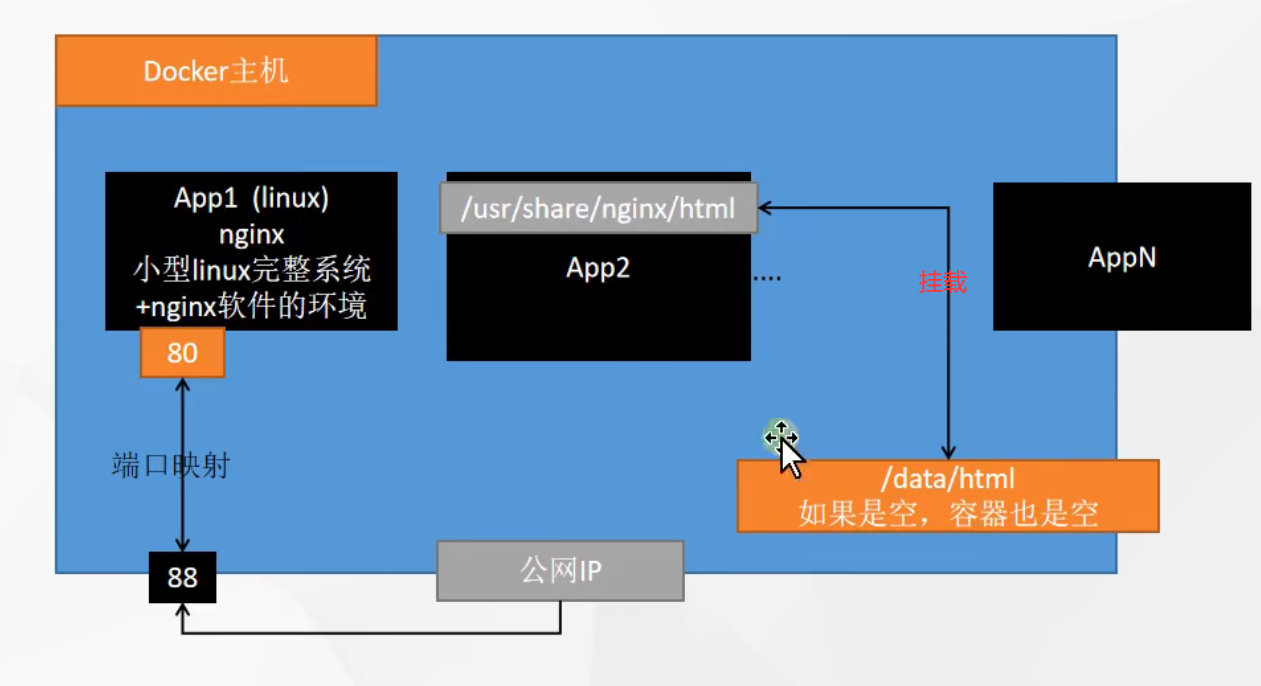 Docker主机
App1 (linux)
nginx
小型linux完整系统
+nginx软件的环境
80
端口映射
88
/usr/share/nginx/html
App2
....
挂载
AppN
/data/html
如果是空，容器也是空
公网IP